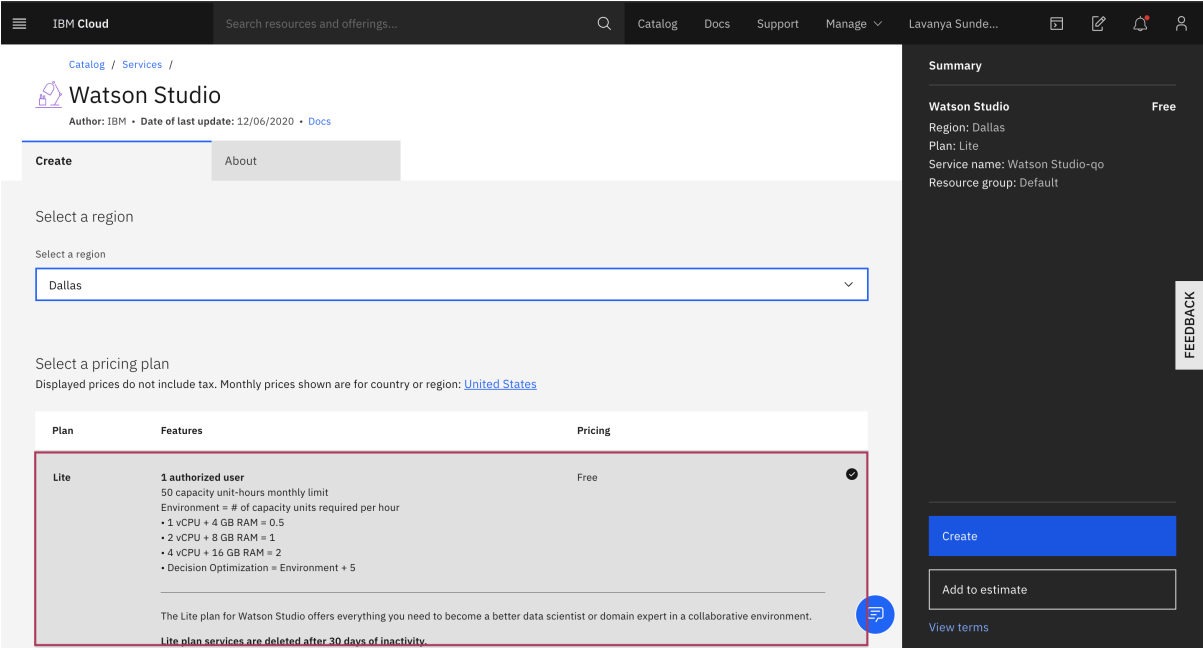 IBM Cloud
Search resources and offerings...
Catalog
Docs
Support
Manage
Lavanya Sunde...
Catalog / Services /
Watson Studio
Author: IBM • Date of last update: 12/06/2020 • Docs
Create
About
Select a region
Select a region
Dallas
Select a pricing plan
Displayed prices do not include tax. Monthly prices shown are for country or region: United States
Plan
Features
Pricing
Lite
1 authorized user
Free
50 capacity unit-hours monthly limit
Environment = # of capacity units required per hour
• 1 vCPU + 4 GB RAM = 0.5
• 2 vCPU + 8 GB RAM = 1
• 4 vCPU + 16 GB RAM = 2
• Decision Optimization = Environment + 5
The Lite plan for Watson Studio offers everything you need to become a better data scientist or domain expert in a collaborative environment.
Lite plan services are deleted after 30 days of inactivity.
Summary
Watson Studio
Free
Region: Dallas
Plan: Lite
Service name: Watson Studio-qo
Resource group: Default
FEEDBACK
Create
Add to estimate
View terms